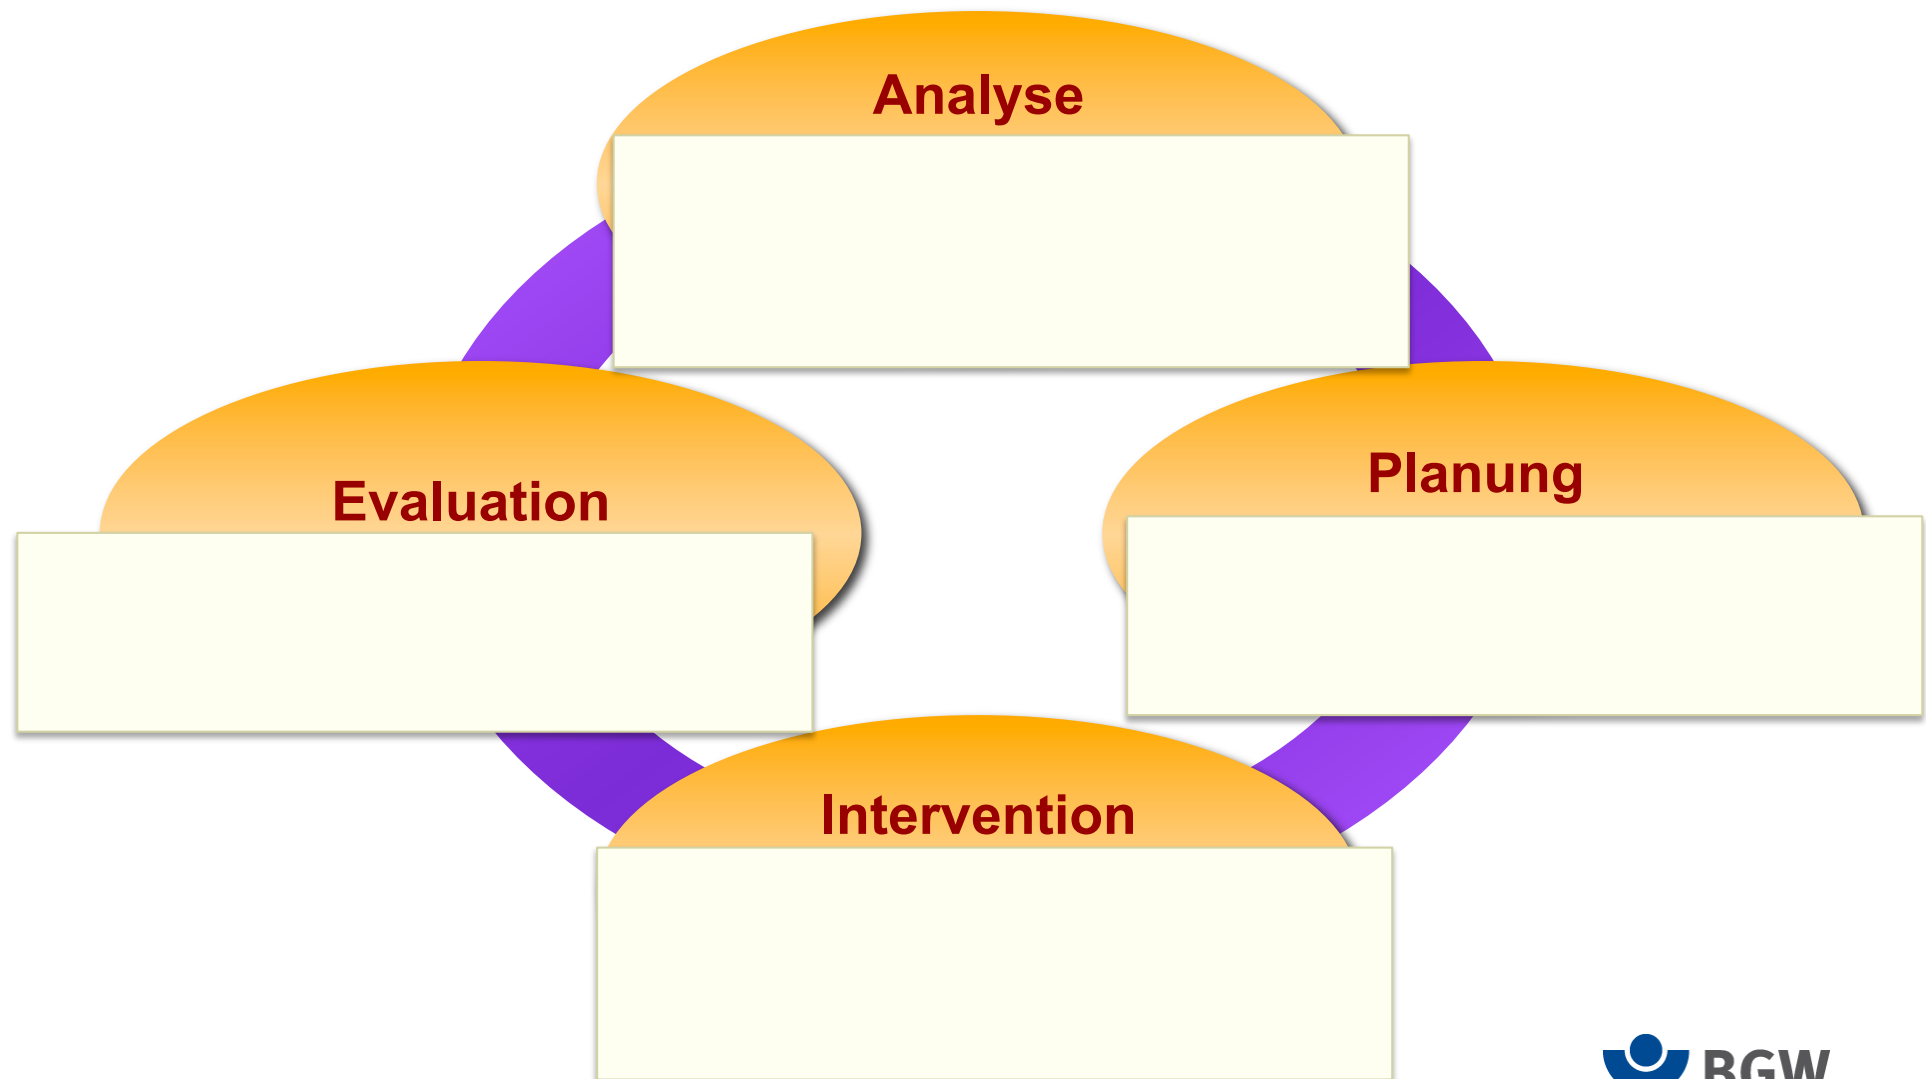 Analyse
Planung
Evaluation
Intervention
BGW